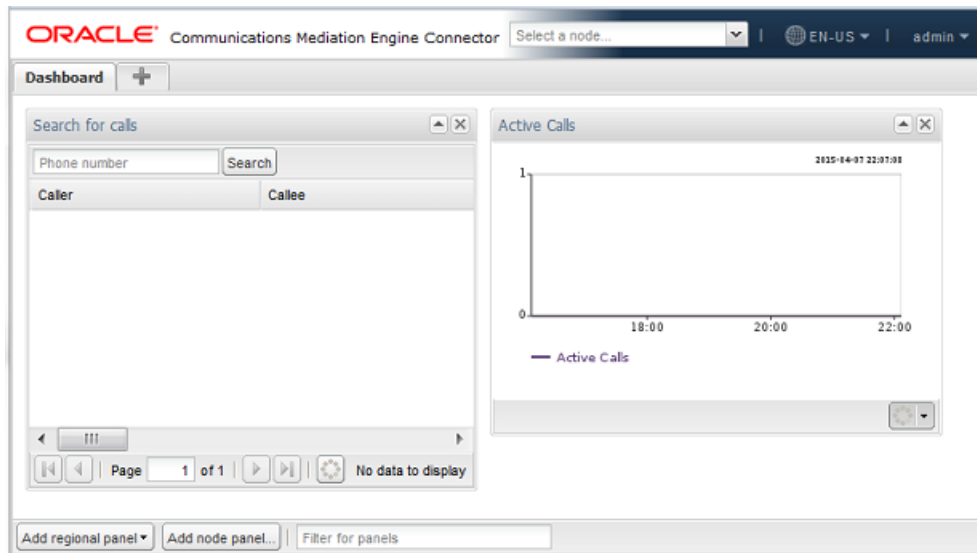 ORACLE Communications Mediation Engine Connector Select a node... EN-US admin
Dashboard
Search for calls
Phone number Search
Caller Callee
Page 1 of 1 No data to display
Active Calls
2015-04-07 22:07:08
1
0
18:00 20:00 22:00
Active Calls
Add regional panel Add node panel... Filter for panels